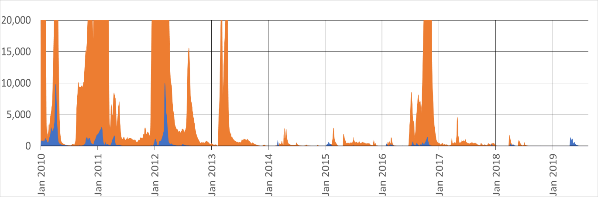 20,000
15,000
10,000
5,000
0
Jan 2010
Jan 2011
Jan 2012
Jan 2013
Jan 2014
Jan 2015
Jan 2016
Jan 2017
Jan 2018
Jan 2019